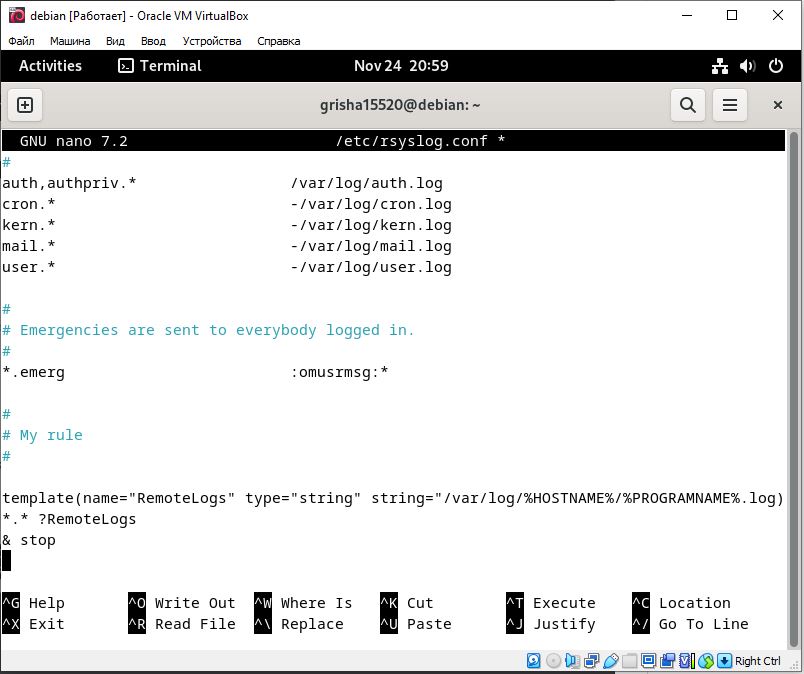 debian [Работает] - Oracle VM VirtualBox
Файл Машина Вид Ввод Устройства Справка
Activities Terminal Nov 24 20:59
grisha15520@debian: ~
GNU nano 7.2 /etc/rsyslog.conf *
#
auth,authpriv.* /var/log/auth.log
cron.* -/var/log/cron.log
kern.* -/var/log/kern.log
mail.* -/var/log/mail.log
user.* -/var/log/user.log
#
# Emergencies are sent to everybody logged in.
#
*.emerg :omusrmsg:*
#
# My rule
#
template(name="RemoteLogs" type="string" string="/var/log/%HOSTNAME%/%PROGRAMNAME%.log)
*.* ?RemoteLogs
& stop
^G Help ^O Write Out ^W Where Is ^K Cut ^T Execute ^C Location
^X Exit ^R Read File ^\ Replace ^U Paste ^J Justify ^/ Go To Line
Right Ctrl